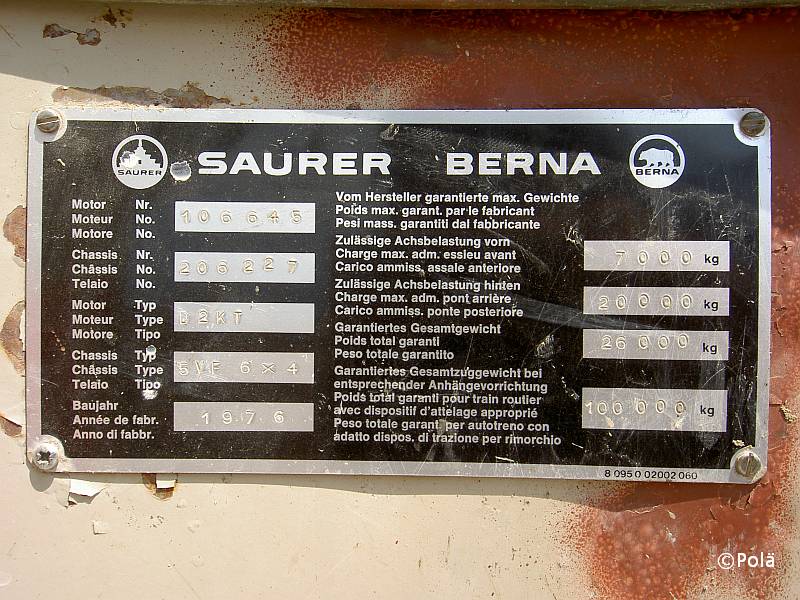 SAURER
SAURER BERNA
BERNA
Motor Nr.
Moteur No.
Motore No.
106645
Chassis Nr.
Châssis No.
Telaio No.
206227
Motor Typ
Moteur Type
Motore Tipo
D2KT
Chassis Typ
Châssis Type
Telaio Tipo
5VF 6×4
Baujahr
Année de fabr.
Anno di fabbr.
1976
Vom Hersteller garantierte max. Gewichte
Poids max. garant. par le fabricant
Pesi mass. garantiti dal fabbricante
Zulässige Achsbelastung vorn
Charge max. adm. essieu avant
Carico ammiss. assale anteriore
7000 kg
Zulässige Achsbelastung hinten
Charge max. adm. pont arrière
Carico ammiss. ponte posteriore
20000 kg
Garantiertes Gesamtgewicht
Poids total garanti
Peso totale garantito
26000 kg
Garantiertes Gesamtzuggewicht bei
entsprechender Anhängevorrichtung
Poids total garanti pour train routier
avec dispositif d'attelage approprié
Peso totale garant. per autotreno con
adatto dispos. di trazione per rimorchio
100000 kg
8 095 0 02002 060
©Polä